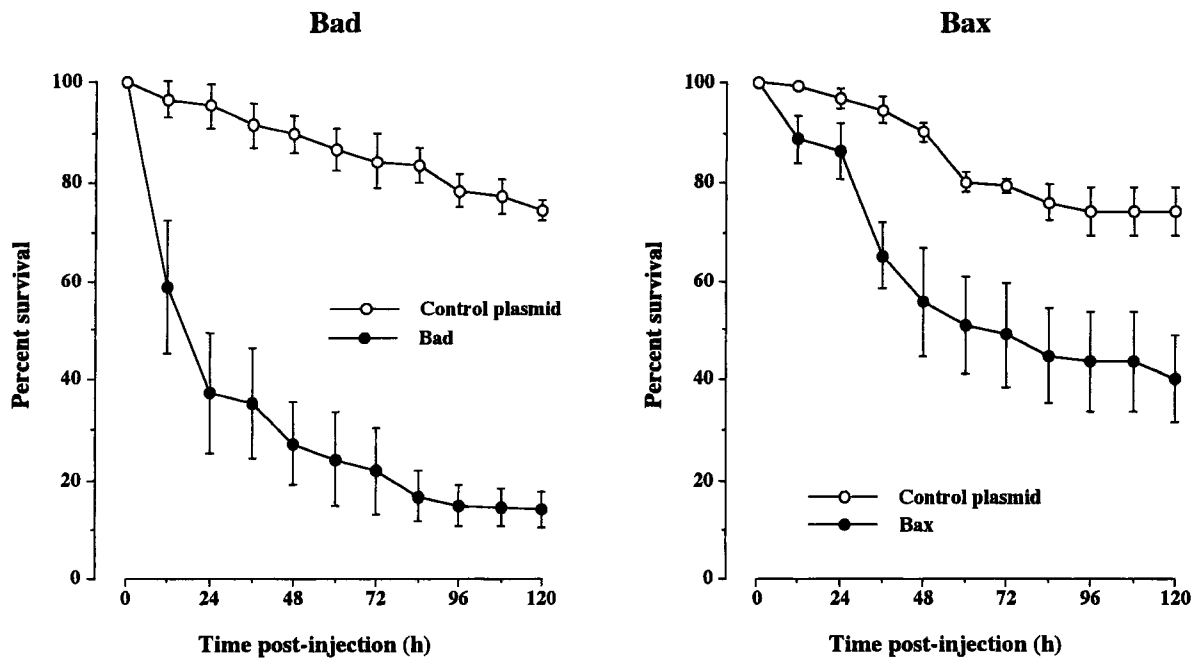 Bad
100
80
60
40
20
0
Percent survival
Control plasmid
Bad
0 24 48 72 96 120
Time post-injection (h)
Bax
100
80
60
40
20
0
Percent survival
Control plasmid
Bax
0 24 48 72 96 120
Time post-injection (h)